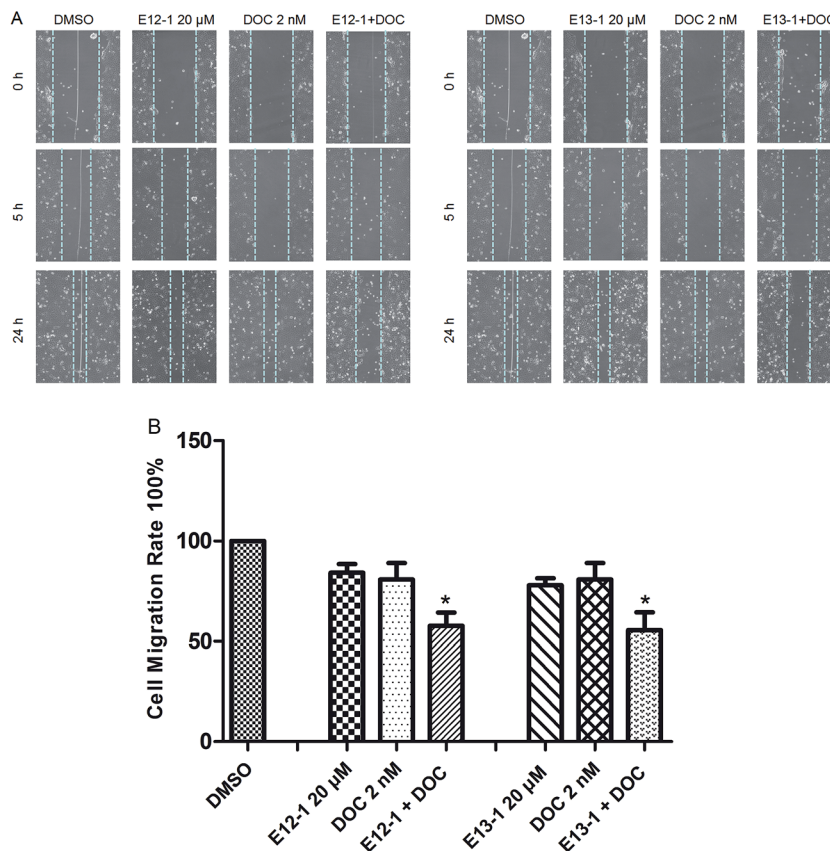 A
DMSO E12-1 20 µM DOC 2 nM E12-1+DOC DMSO E13-1 20 µM DOC 2 nM E13-1+DOC
0 h 0 h
5 h 5 h
24 h 24 h
B
Cell Migration Rate 100%
150
100
50
0
* *
DMSO E12-1 20 µM DOC 2 nM E12-1 + DOC E13-1 20 µM DOC 2 nM E13-1 + DOC